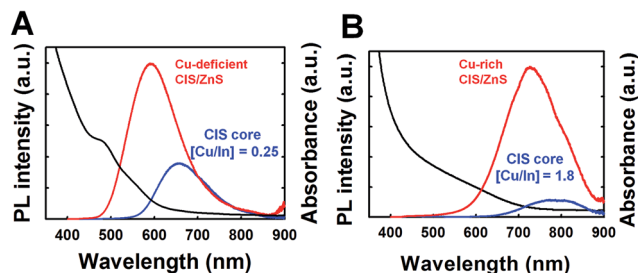 A
PL intensity (a.u.)
Cu-deficient
CIS/ZnS
CIS core
[Cu/In] = 0.25
Absorbance (a.u.)
400 500 600 700 800 900
Wavelength (nm)
B
PL intensity (a.u.)
Cu-rich
CIS/ZnS
CIS core
[Cu/In] = 1.8
Absorbance (a.u.)
400 500 600 700 800 900
Wavelength (nm)